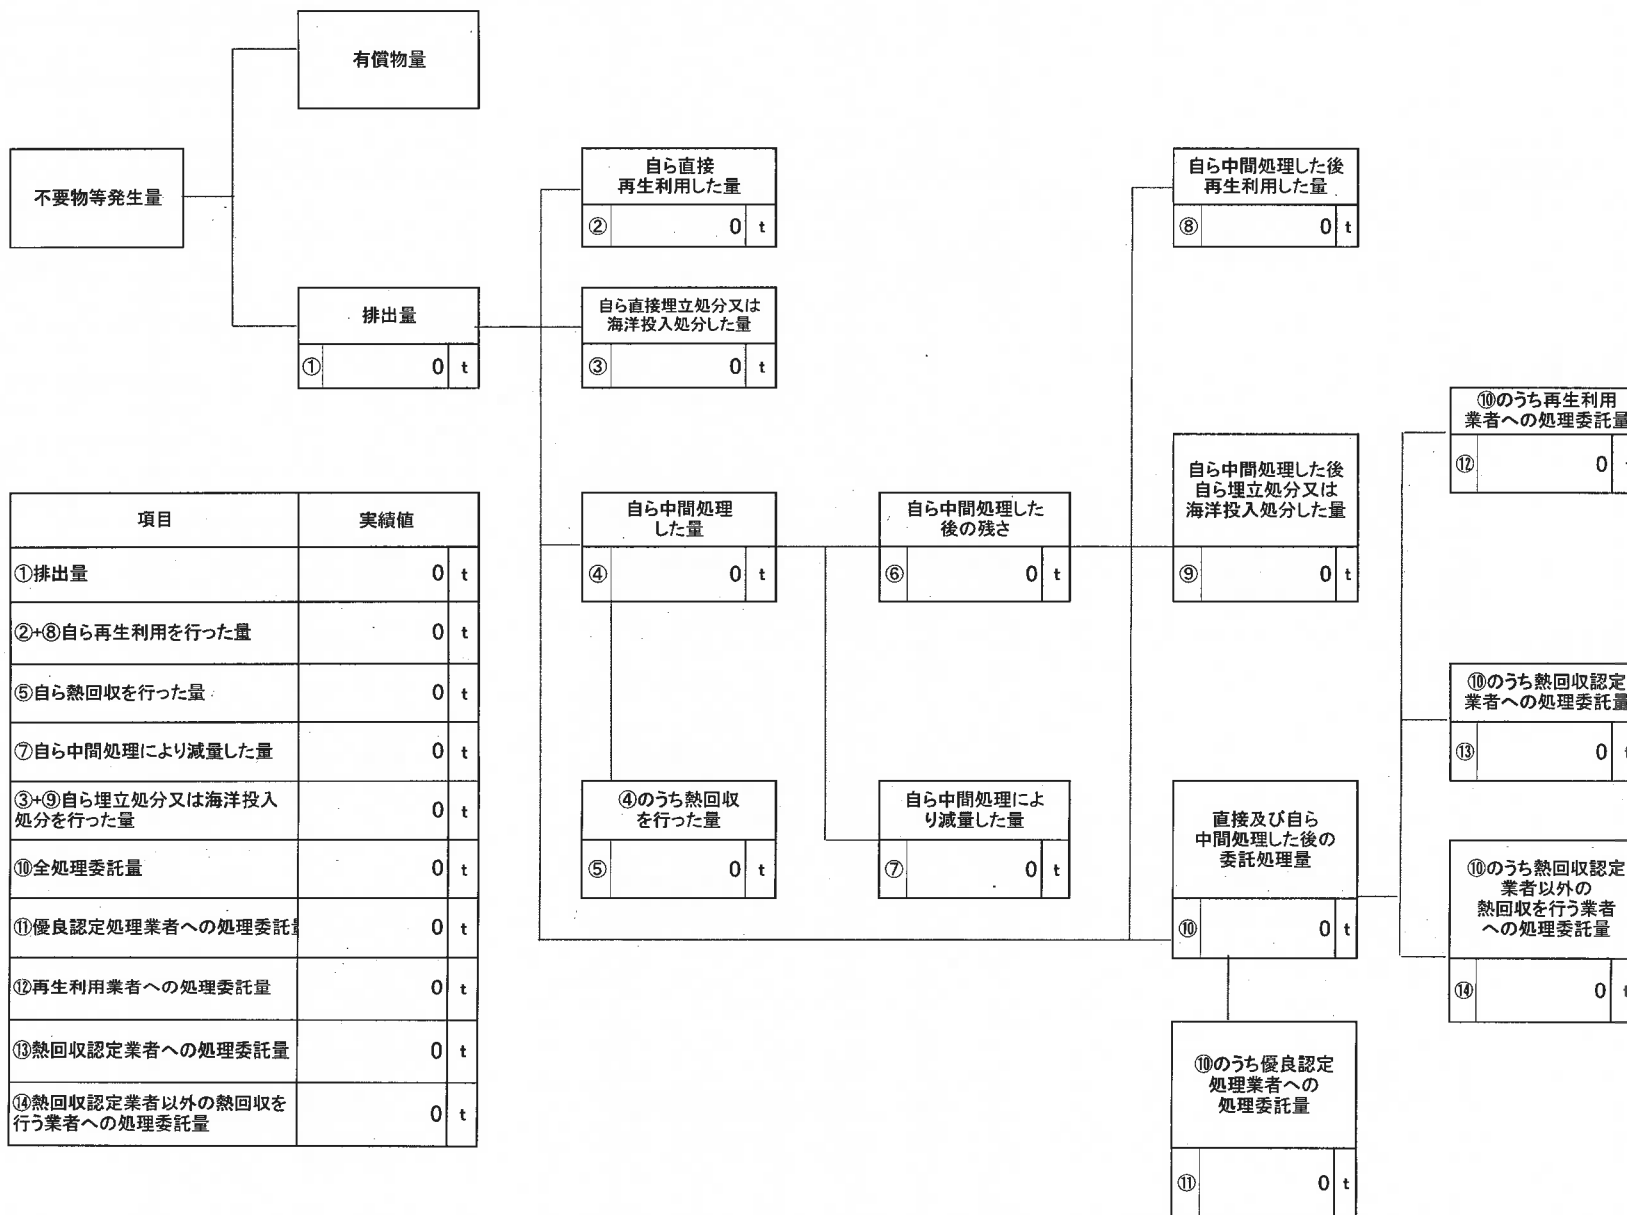 有償物量
不要物等発生量
排出量
① 0 t
自ら直接
再生利用した量
② 0 t
自ら直接埋立処分又は
海洋投入処分した量
③ 0 t
自ら中間処理
した量
④ 0 t
④のうち熱回収
を行った量
⑤ 0 t
自ら中間処理した
後の残さ
⑥ 0 t
自ら中間処理によ
り減量した量
⑦ 0 t
自ら中間処理した後
再生利用した量
⑧ 0 t
自ら中間処理した後
自ら埋立処分又は
海洋投入処分した量
⑨ 0 t
直接及び自ら
中間処理した後の
委託処理量
⑩ 0 t
⑩のうち優良認定
処理業者への
処理委託量
⑪ 0 t
⑩のうち再生利用
業者への処理委託量
⑫ 0
⑩のうち熱回収認定
業者への処理委託量
⑬ 0 t
⑩のうち熱回収認定
業者以外の
熱回収を行う業者
への処理委託量
⑭ 0 t
項目 実績値
①排出量 0 t
②+⑧自ら再生利用を行った量 0 t
⑤自ら熱回収を行った量 0 t
⑦自ら中間処理により減量した量 0 t
③+⑨自ら埋立処分又は海洋投入
処分を行った量 0 t
⑩全処理委託量 0 t
⑪優良認定処理業者への処理委託量 0 t
⑫再生利用業者への処理委託量 0 t
⑬熱回収認定業者への処理委託量 0 t
⑭熱回収認定業者以外の熱回収を
行う業者への処理委託量 0 t